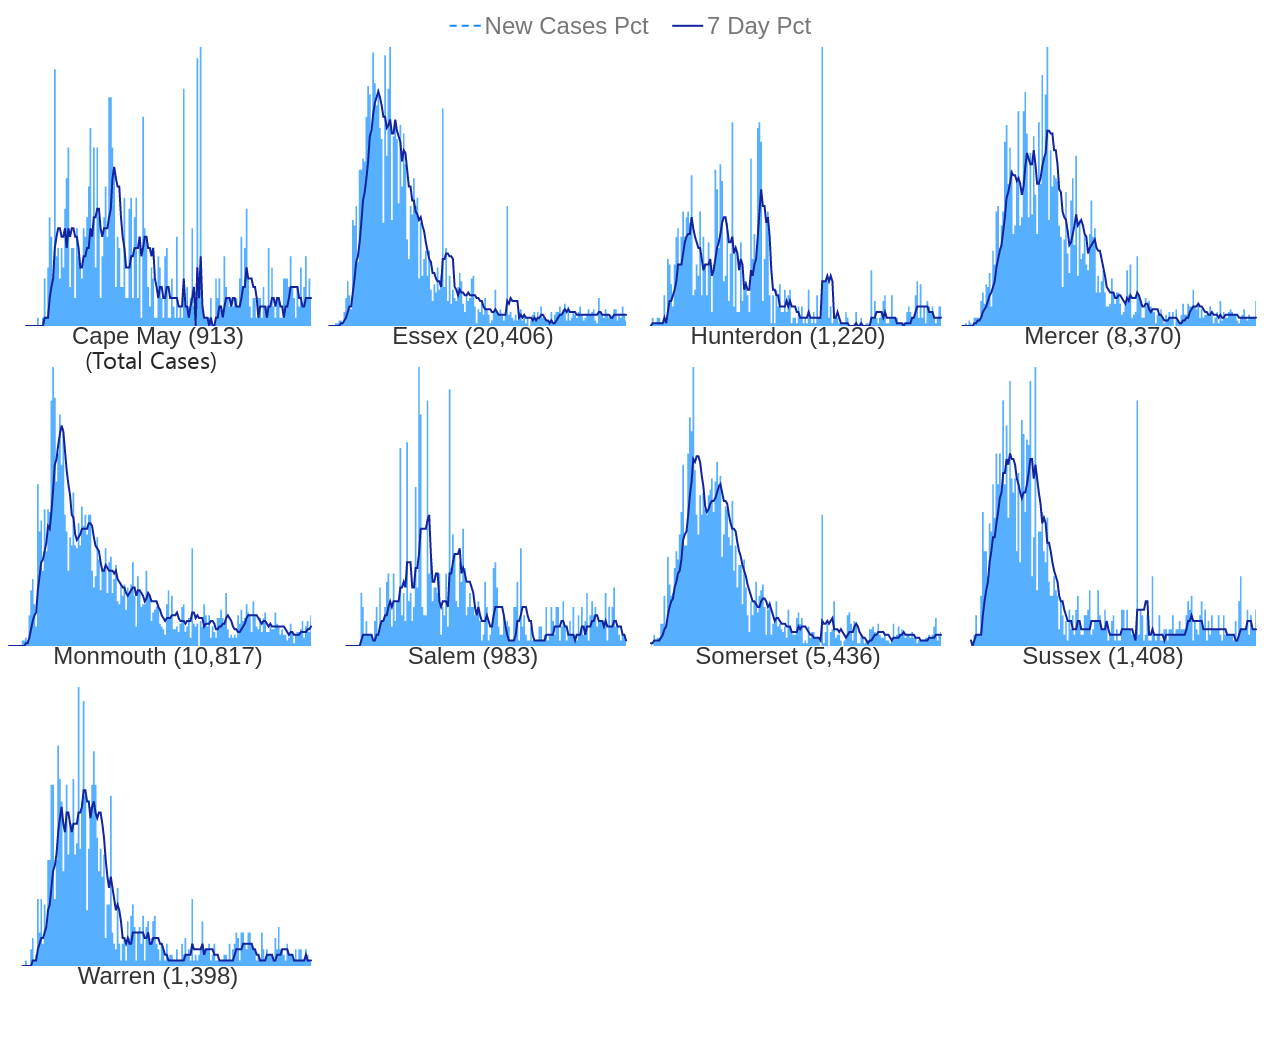 New Cases Pct 7 Day Pct
Cape May (913) Essex (20,406) Hunterdon (1,220) Mercer (8,370)
(Total Cases)
Monmouth (10,817) Salem (983) Somerset (5,436) Sussex (1,408)
Warren (1,398)